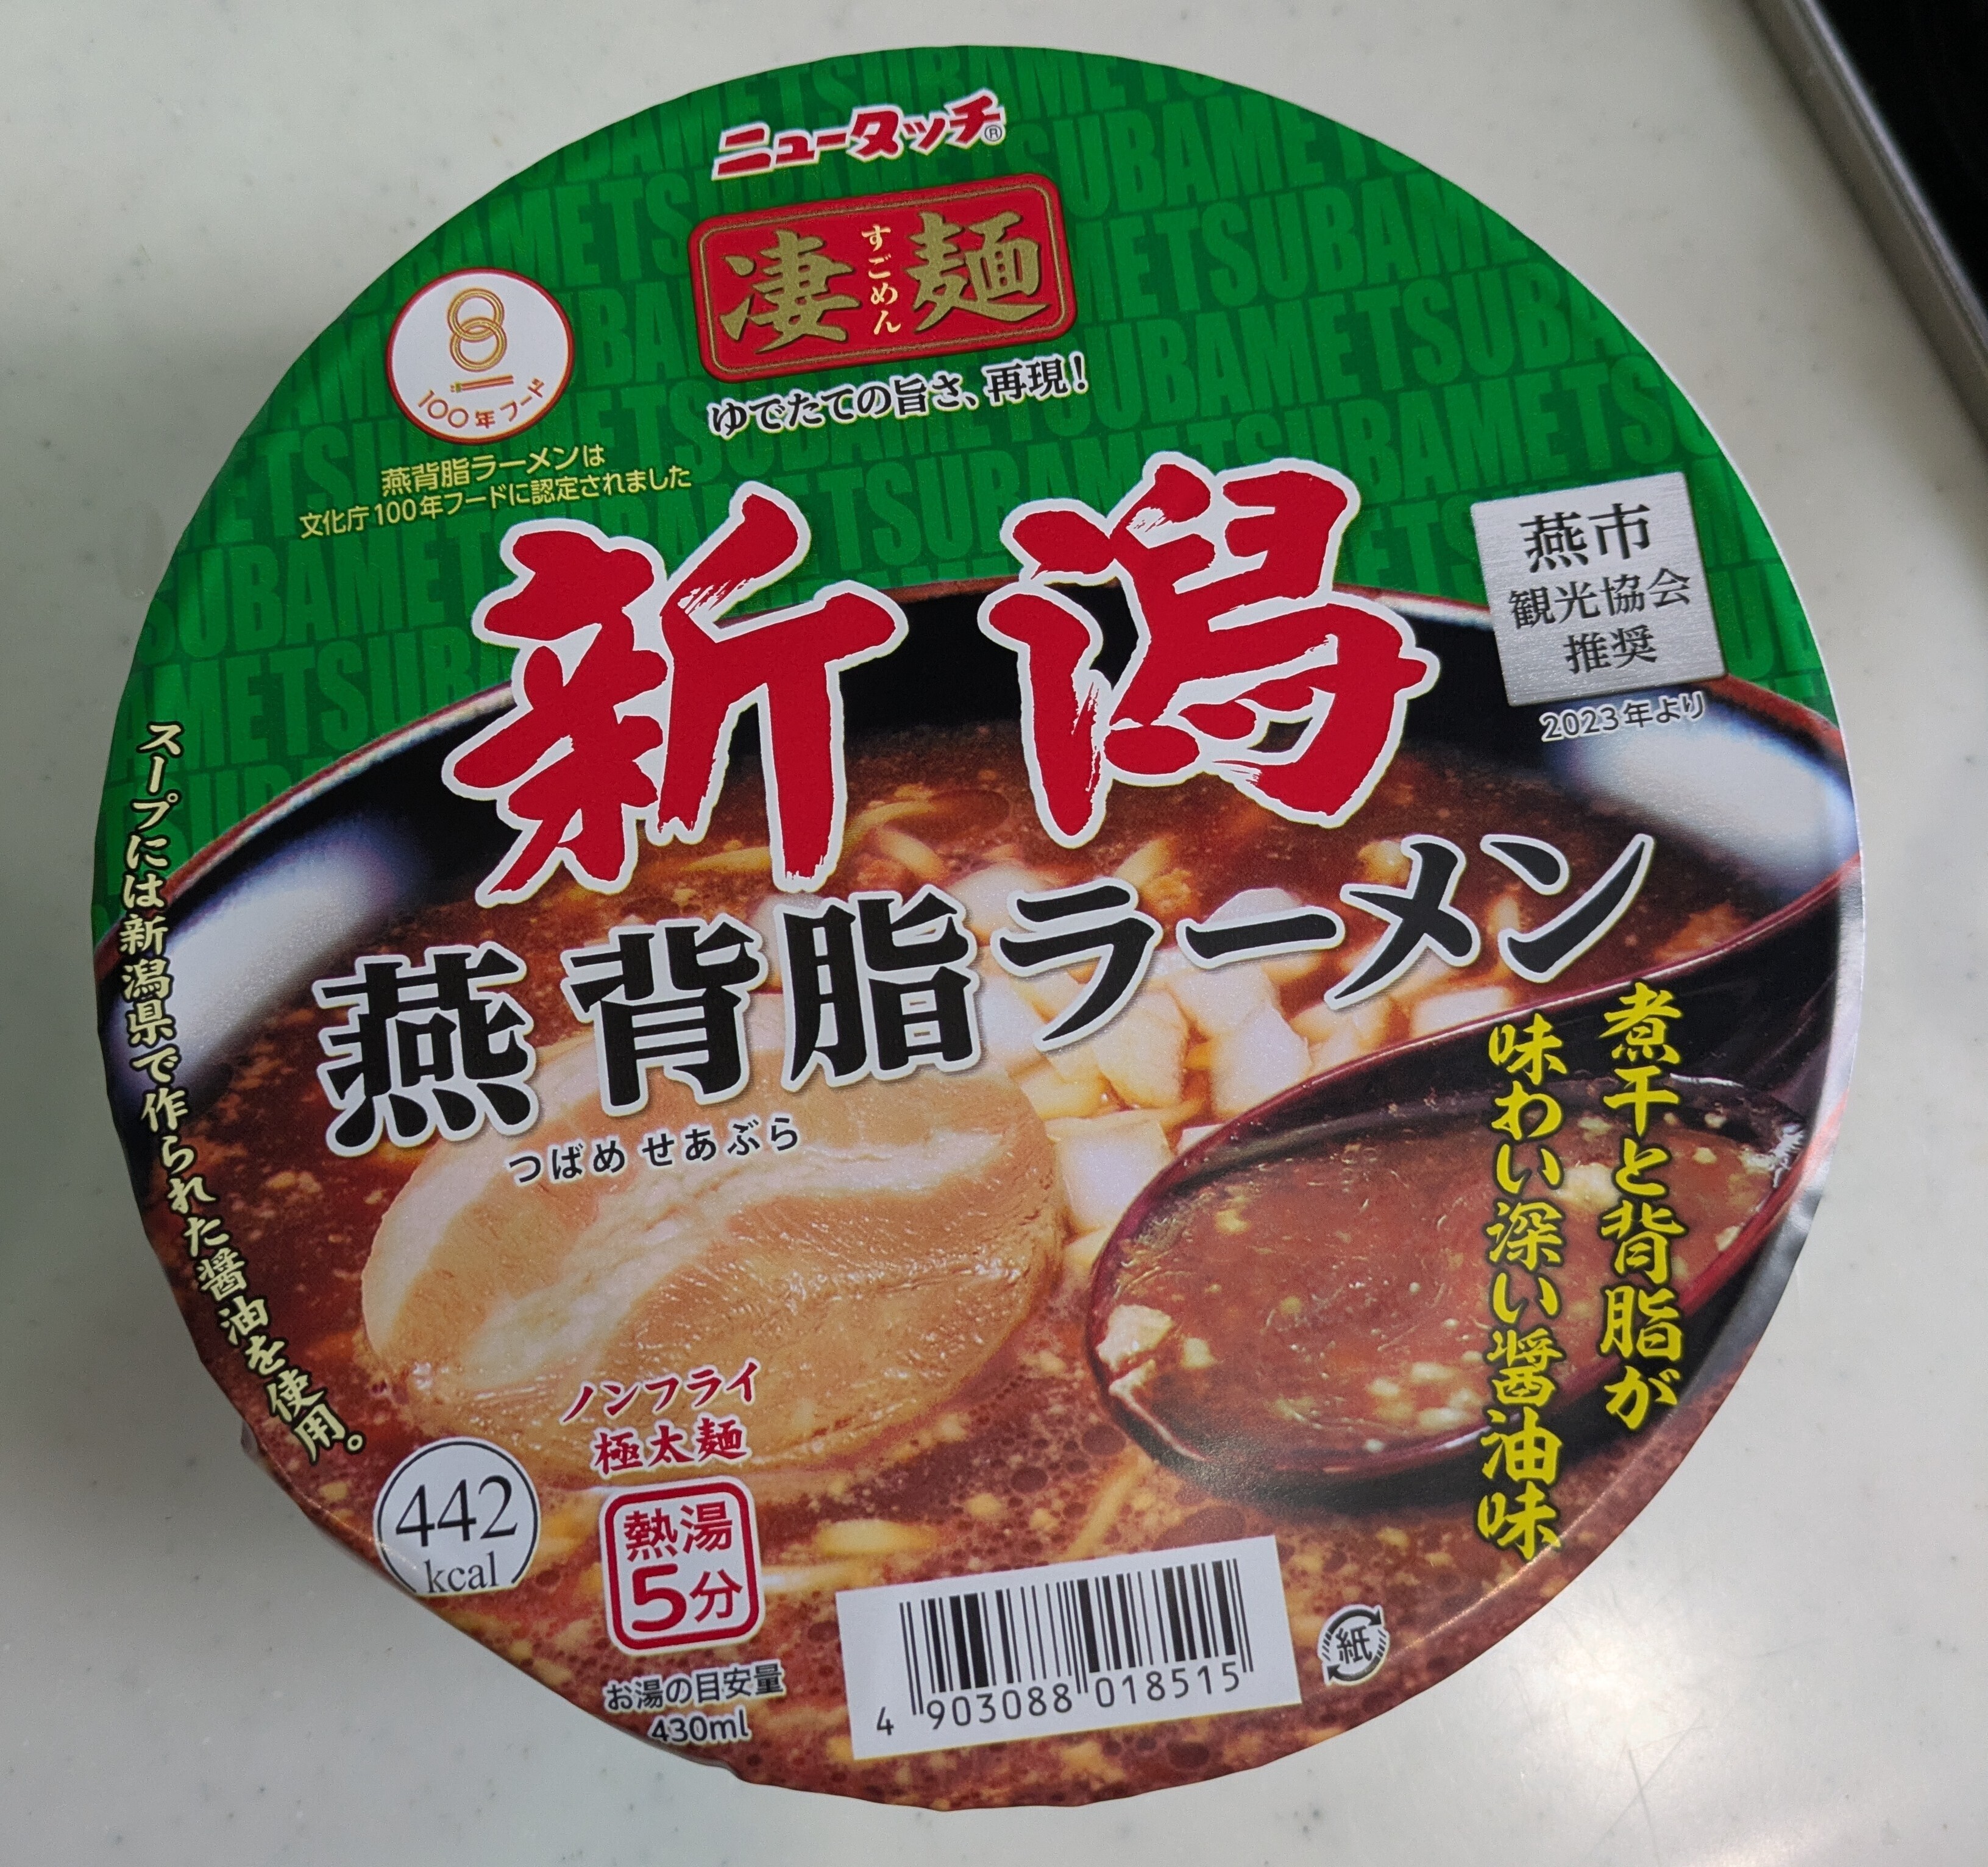 ニュータッチ®
凄麺
すごめん
ゆでたての旨さ、再現!
100年フード
燕背脂ラーメンは
文化庁100年フードに認定されました
新潟
燕背脂ラーメン
つばめ せあぶら
燕市
観光協会
推奨
2023年より
スープには新潟県で作られた醤油を使用。
煮干と背脂が
味わい深い醤油味
ノンフライ
極太麺
熱湯
5分
442
kcal
お湯の目安量
430ml
4 903088 018515
紙
TSUBAMETSUBAMETSUBAME